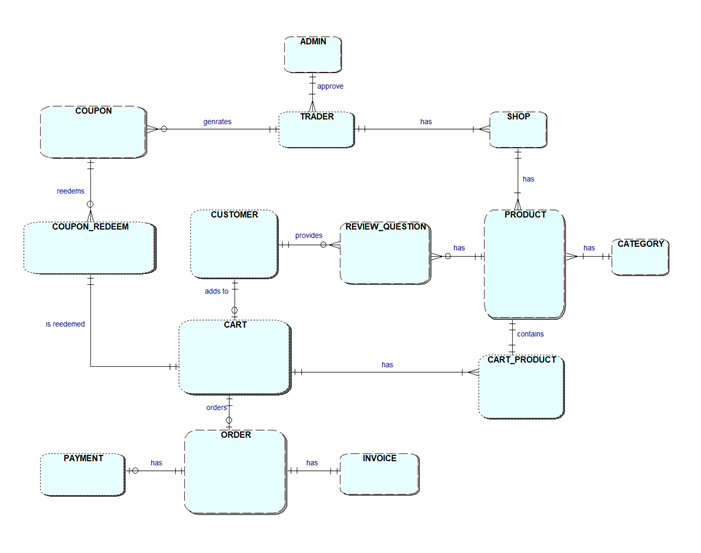 ADMIN
approve
COUPON
genrates
TRADER
has
SHOP
reedems
has
COUPON_REDEEM
CUSTOMER
provides
REVIEW_QUESTION
has
PRODUCT
has
CATEGORY
adds to
is reedemed
CART
contains
has
CART_PRODUCT
orders
ORDER
PAYMENT
has
has
INVOICE